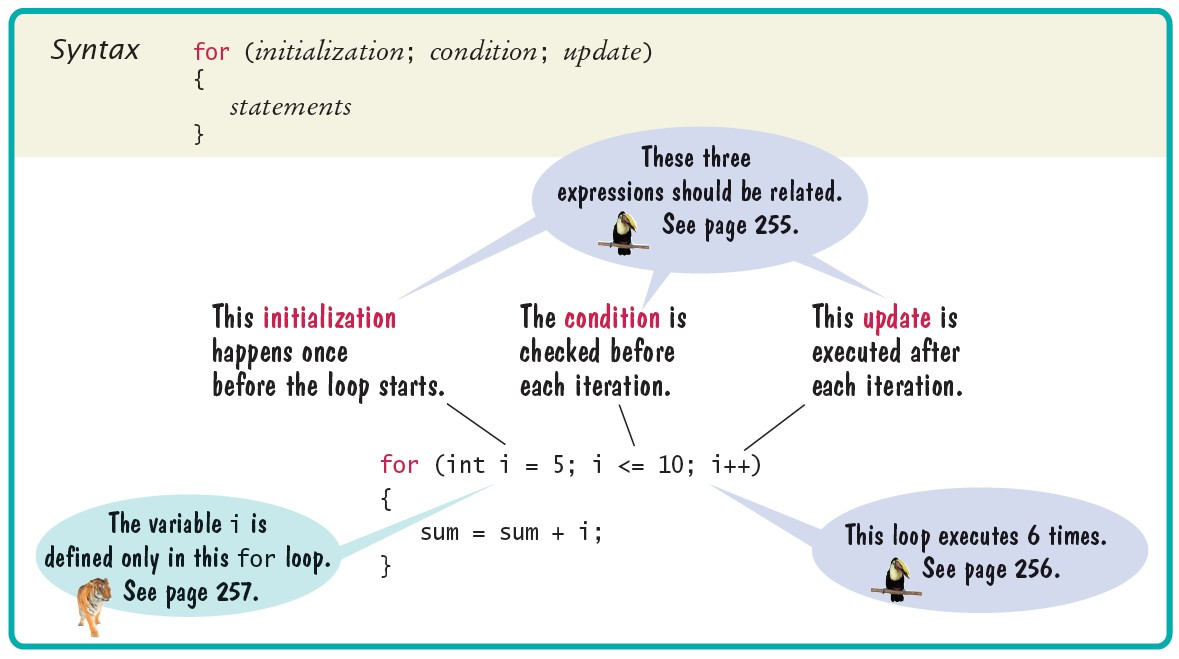 Syntax for (initialization; condition; update)
{
statements
}
These three
expressions should be related.
See page 255.
This initialization
happens once
before the loop starts.
The condition is
checked before
each iteration.
This update is
executed after
each iteration.
for (int i = 5; i <= 10; i++)
{
sum = sum + i;
}
The variable i is
defined only in this for loop.
See page 257.
This loop executes 6 times.
See page 256.